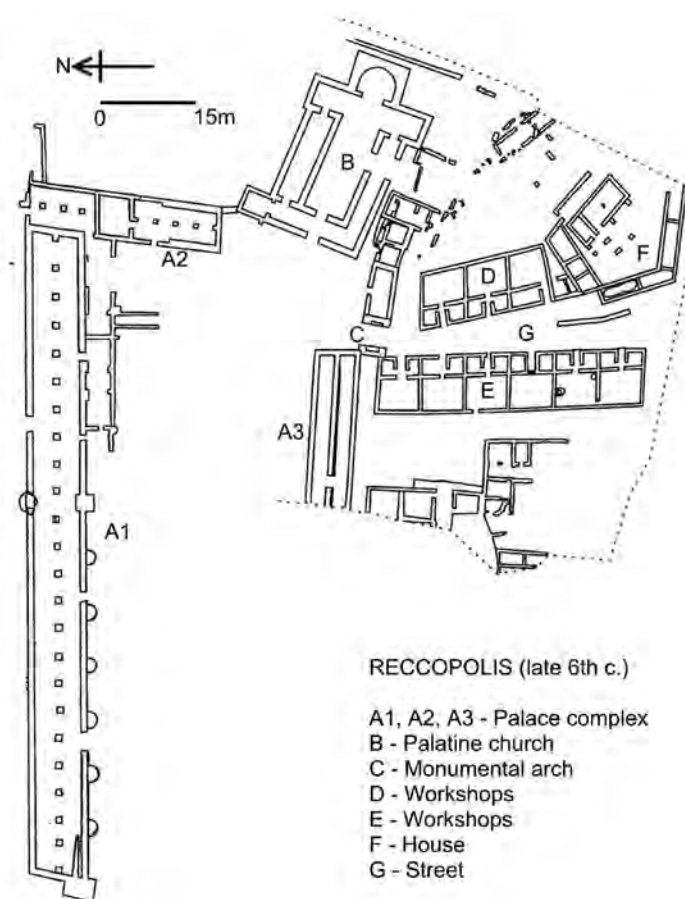 N
0 15m
B
A2
F
D
G
C
E
A3
A1
RECCOPOLIS (late 6th c.)
A1, A2, A3 - Palace complex
B - Palatine church
C - Monumental arch
D - Workshops
E - Workshops
F - House
G - Street